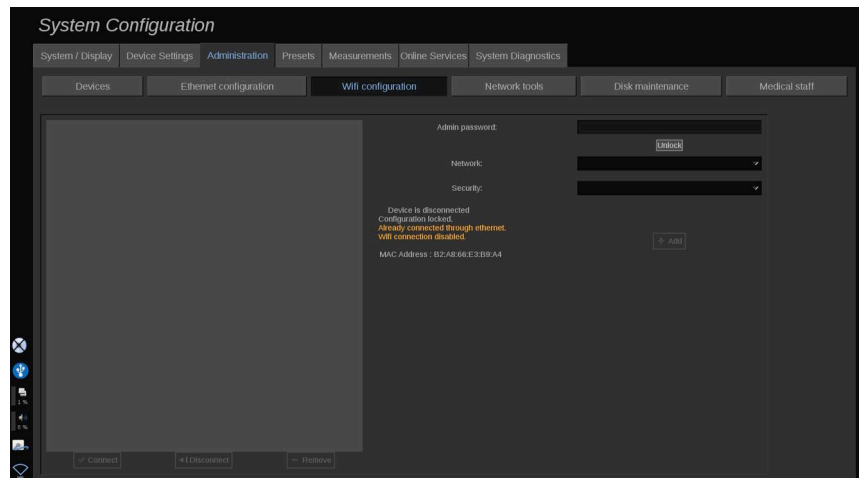 System Configuration
System / Display Device Settings Administration Presets Measurements Online Services System Diagnostics
Devices Ethernet configuration Wifi configuration Network tools Disk maintenance Medical staff
Admin password:
Unlock
Network:
Security:
Device is disconnected
Configuration locked.
Already connected through ethernet.
Wifi connection disabled.
+ Add
MAC Address : B2:A8:66:E3:B9:A4
1 %
0 %
Connect Disconnect Remove